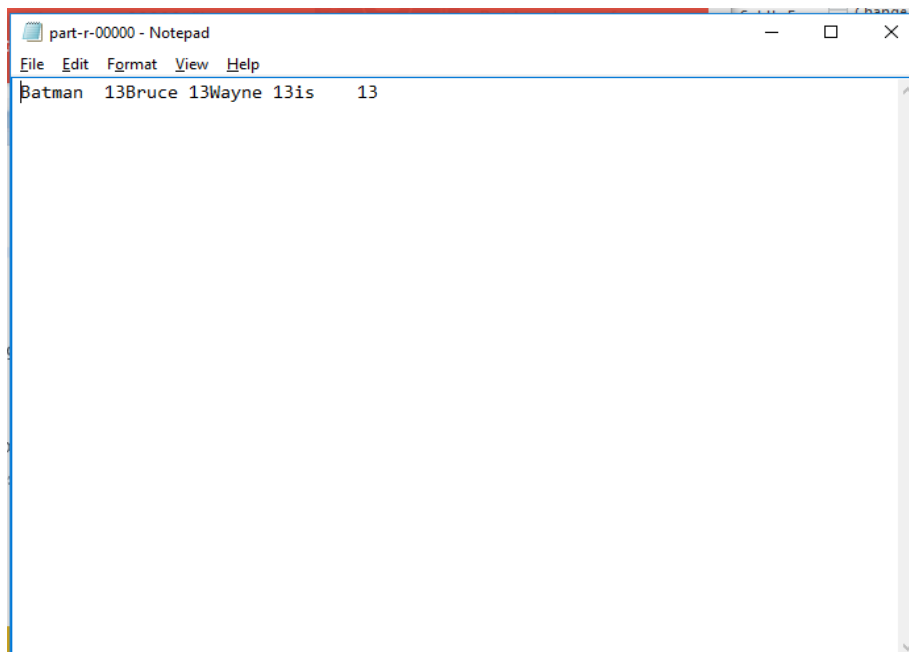 part-r-00000 - Notepad
File Edit Format View Help
Batman  13Bruce 13Wayne 13is    13